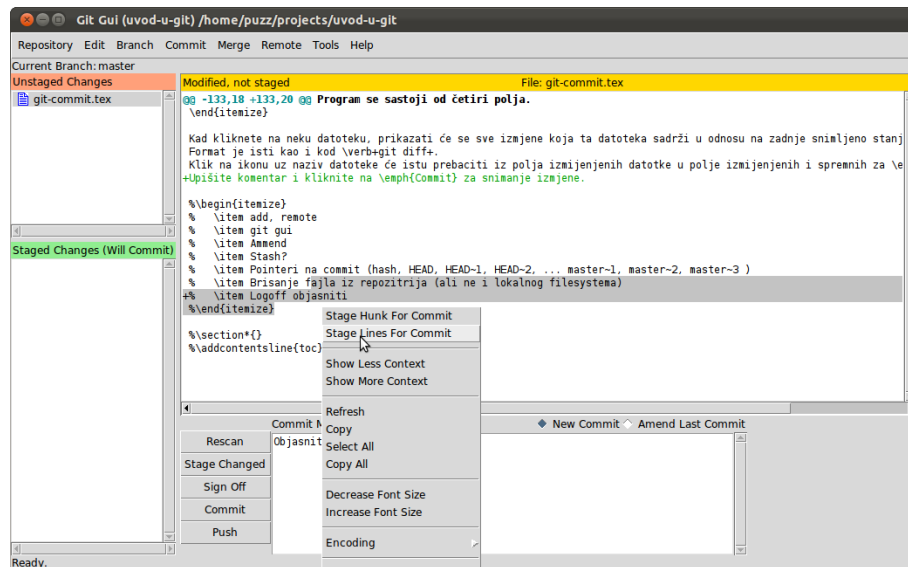 Git Gui (uvod-u-git) /home/puzz/projects/uvod-u-git
Repository Edit Branch Commit Merge Remote Tools Help
Current Branch: master
Unstaged Changes
git-commit.tex
Staged Changes (Will Commit)
Modified, not staged File: git-commit.tex
@@ -133,18 +133,20 @@ Program se sastoji od četiri polja.
\end{itemize}
Kad kliknete na neku datoteku, prikazati će se sve izmjene koja ta datoteka sadrži u odnosu na zadnje snimljeno stanj
Format je isti kao i kod \verb+git diff+.
Klik na ikonu uz naziv datoteke će istu prebaciti iz polja izmijenjenih datotke u polje izmijenjenih i spremnih za \e
+Upišite komentar i kliknite na \emph{Commit} za snimanje izmjene.
%\begin{itemize}
% \item add, remote
% \item git gui
% \item Ammend
% \item Stash?
% \item Pointeri na commit (hash, HEAD, HEAD~1, HEAD~2, ... master~1, master~2, master~3 )
% \item Brisanje fajla iz repozitrija (ali ne i lokalnog filesystema)
+% \item Logoff objasniti
%\end{itemize}
%\section*{}
%\addcontentsline{toc}
Stage Hunk For Commit
Stage Lines For Commit
Show Less Context
Show More Context
Refresh
Copy
Select All
Copy All
Decrease Font Size
Increase Font Size
Encoding
Commit M
New Commit Amend Last Commit
Objasnit
Rescan
Stage Changed
Sign Off
Commit
Push
Ready.